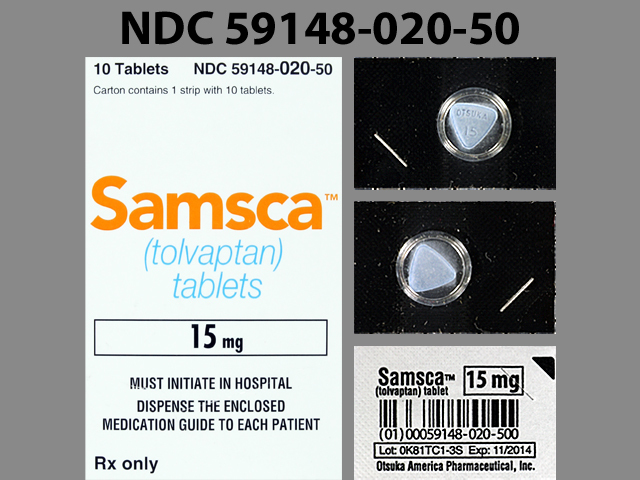 NDC 59148-020-50
10 Tablets NDC 59148-020-50
Carton contains 1 strip with 10 tablets.
Samsca™
(tolvaptan)
tablets
15 mg
MUST INITIATE IN HOSPITAL
DISPENSE THE ENCLOSED
MEDICATION GUIDE TO EACH PATIENT
Rx only
OTSUKA
15
Samsca™ 15 mg
(tolvaptan) tablet
(01)00059148-020-500
Lot: 0K81TC1-3S Exp: 11/2014
Otsuka America Pharmaceutical, Inc.